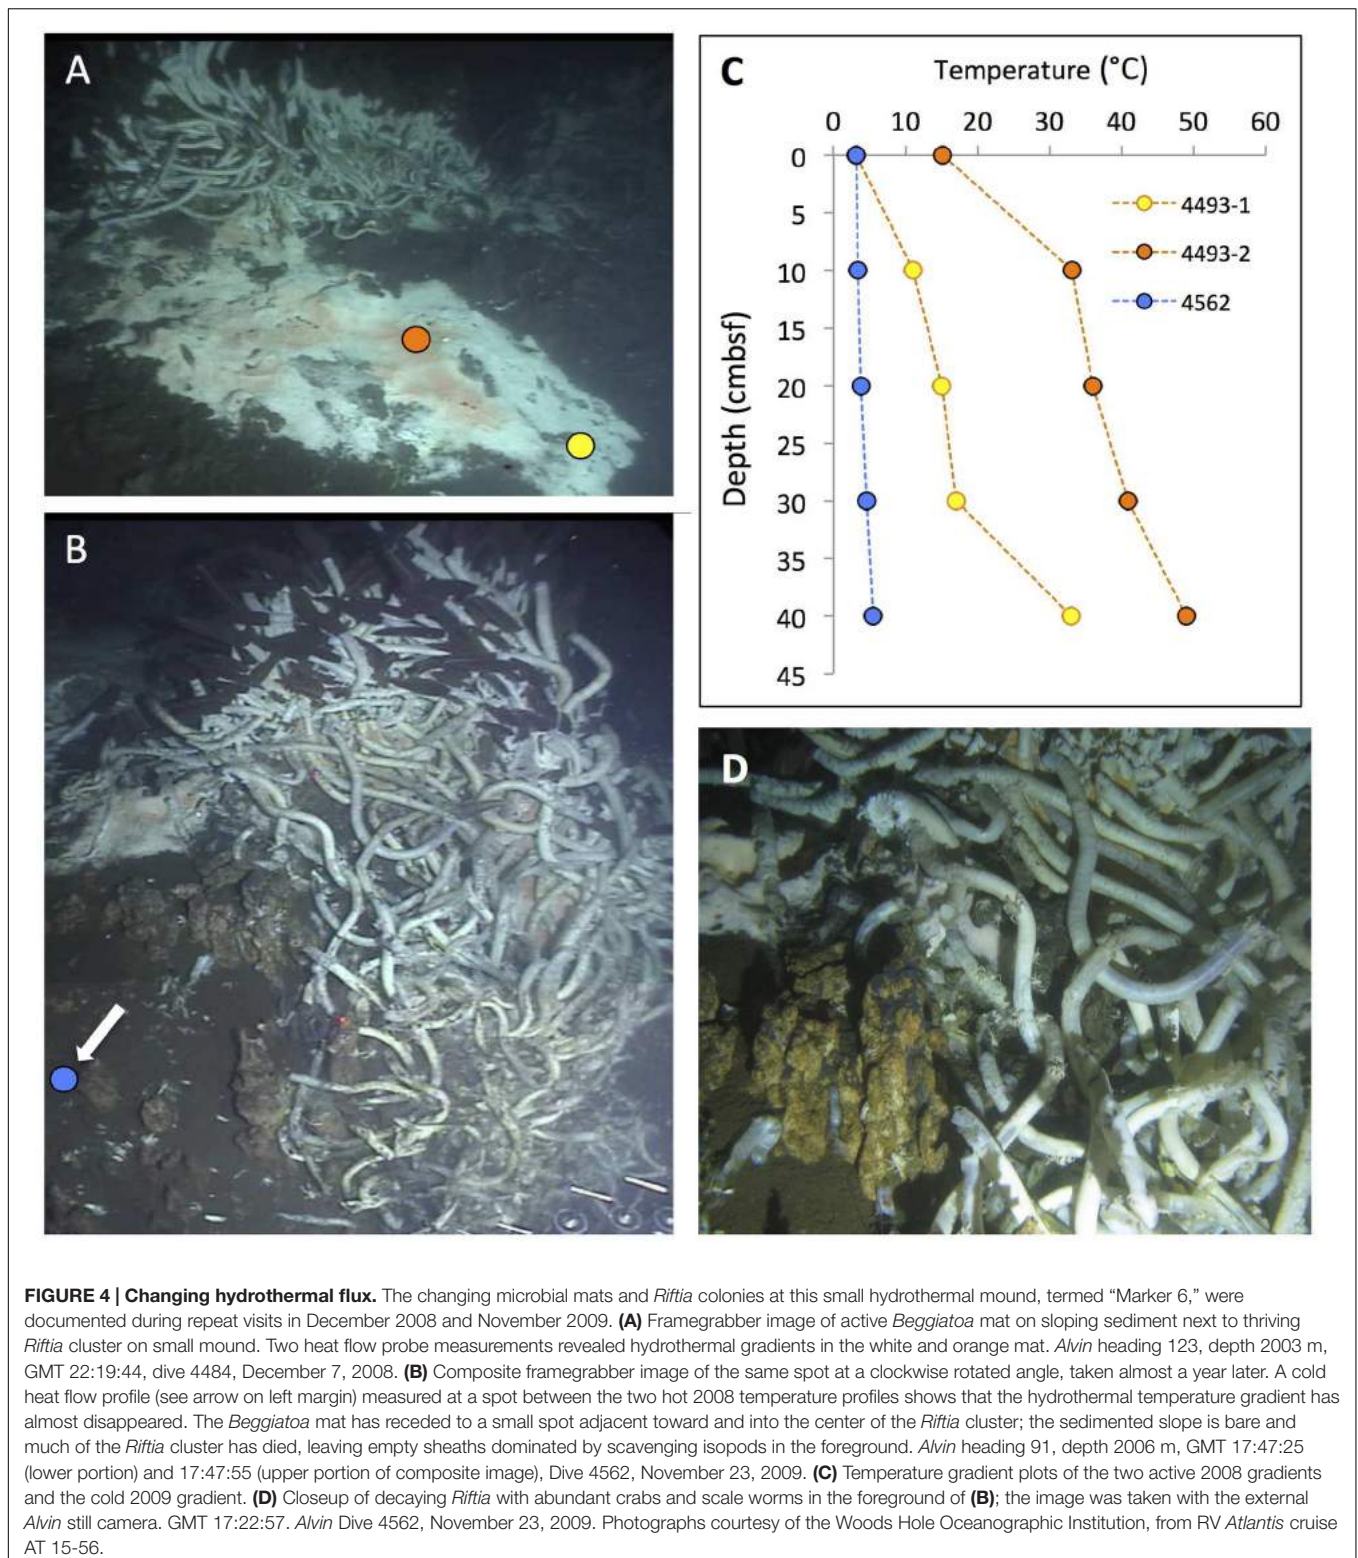 A
B
C
Temperature (°C)
0 10 20 30 40 50 60
0
5
10
15
20
25
30
35
40
45
Depth (cmbsf)
4493-1
4493-2
4562
D
FIGURE 4 | Changing hydrothermal flux. The changing microbial mats and Riftia colonies at this small hydrothermal mound, termed “Marker 6,” were
documented during repeat visits in December 2008 and November 2009. (A) Framegrabber image of active Beggiatoa mat on sloping sediment next to thriving
Riftia cluster on small mound. Two heat flow probe measurements revealed hydrothermal gradients in the white and orange mat. Alvin heading 123, depth 2003 m,
GMT 22:19:44, dive 4484, December 7, 2008. (B) Composite framegrabber image of the same spot at a clockwise rotated angle, taken almost a year later. A cold
heat flow profile (see arrow on left margin) measured at a spot between the two hot 2008 temperature profiles shows that the hydrothermal temperature gradient has
almost disappeared. The Beggiatoa mat has receded to a small spot adjacent toward and into the center of the Riftia cluster; the sedimented slope is bare and
much of the Riftia cluster has died, leaving empty sheaths dominated by scavenging isopods in the foreground. Alvin heading 91, depth 2006 m, GMT 17:47:25
(lower portion) and 17:47:55 (upper portion of composite image), Dive 4562, November 23, 2009. (C) Temperature gradient plots of the two active 2008 gradients
and the cold 2009 gradient. (D) Closeup of decaying Riftia with abundant crabs and scale worms in the foreground of (B); the image was taken with the external
Alvin still camera. GMT 17:22:57. Alvin Dive 4562, November 23, 2009. Photographs courtesy of the Woods Hole Oceanographic Institution, from RV Atlantis cruise
AT 15-56.